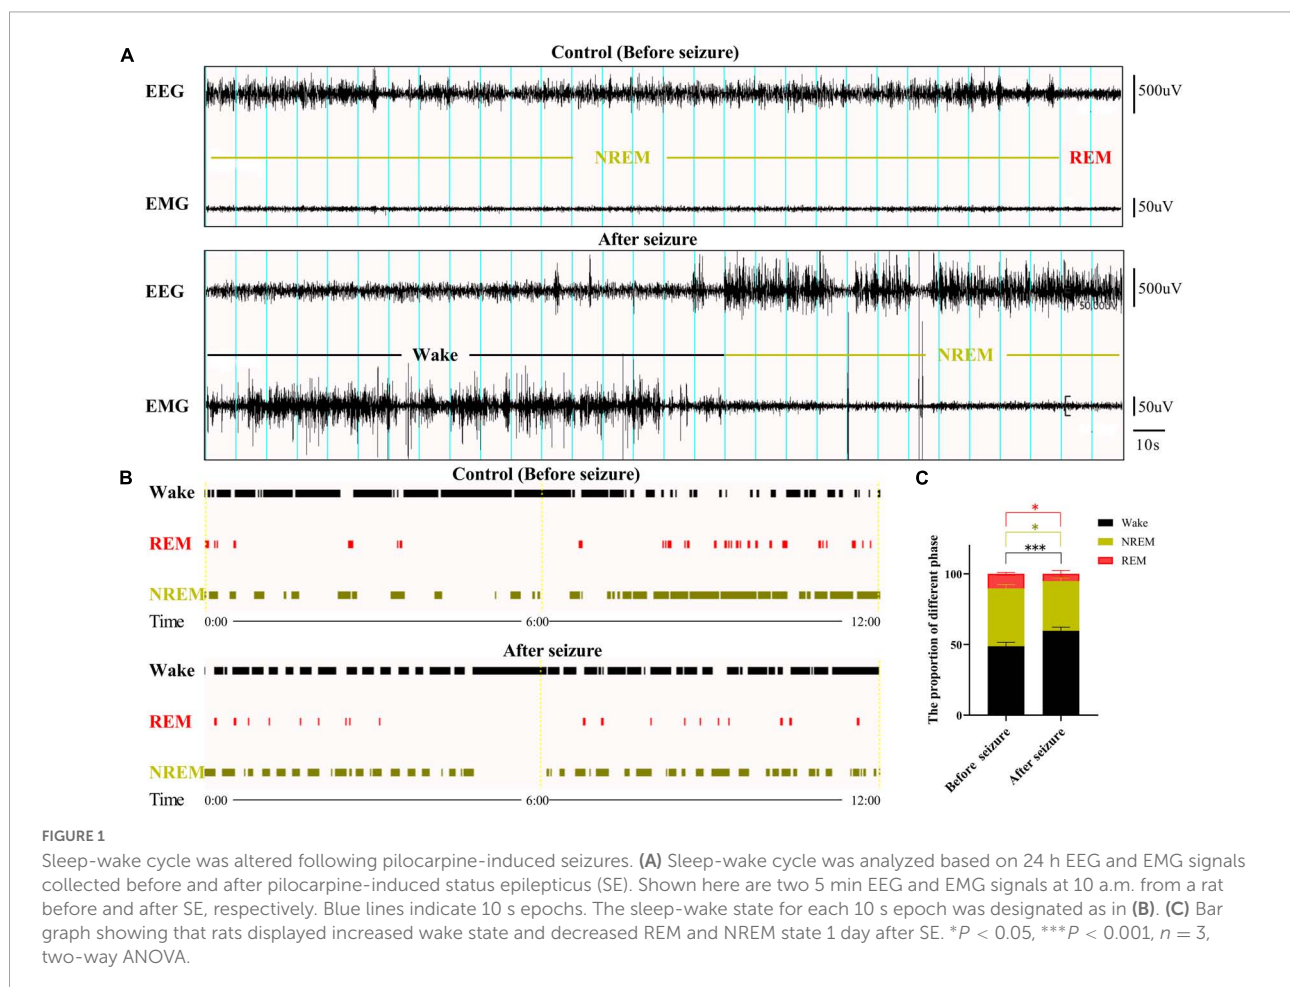 A
Control (Before seizure)
EEG
500uV
NREM
REM
EMG
50uV
After seizure
EEG
500uV
50.00uV
Wake
NREM
EMG
50uV
10s
B
Control (Before seizure)
Wake
REM
NREM
Time
0:00
6:00
12:00
After seizure
Wake
REM
NREM
Time
0:00
6:00
12:00
C
*
*
***
Wake
NREM
REM
The proportion of different phase
100
50
0
Before seizure
After seizure
FIGURE 1
Sleep-wake cycle was altered following pilocarpine-induced seizures. (A) Sleep-wake cycle was analyzed based on 24 h EEG and EMG signals
collected before and after pilocarpine-induced status epilepticus (SE). Shown here are two 5 min EEG and EMG signals at 10 a.m. from a rat
before and after SE, respectively. Blue lines indicate 10 s epochs. The sleep-wake state for each 10 s epoch was designated as in (B). (C) Bar
graph showing that rats displayed increased wake state and decreased REM and NREM state 1 day after SE. *P < 0.05, ***P < 0.001, n = 3,
two-way ANOVA.